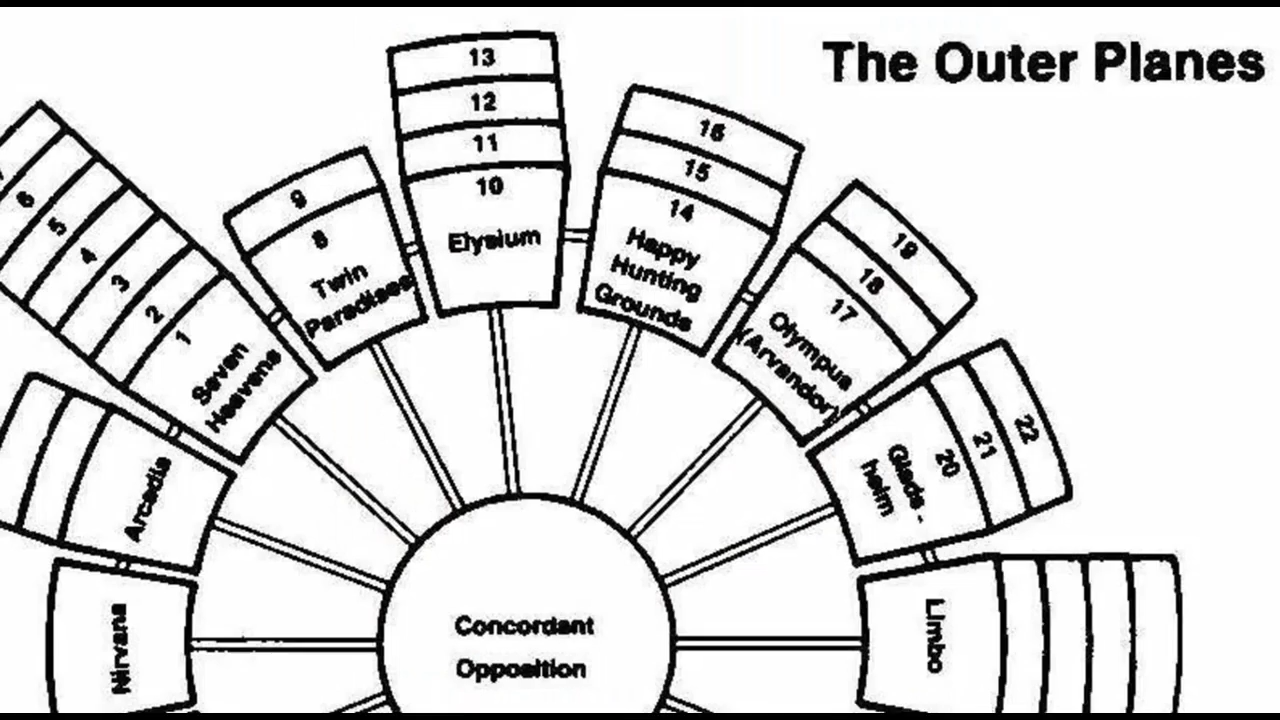 The Outer Planes
13
12
11
10
Elysium
9
8
Twin
Paradises
16
15
14
Happy
Hunting
Grounds
19
18
17
Olympus
(Arvandor)
6
5
4
3
2
1
Seven
Heavens
22
21
20
Glads -
heim
Arcadia
Nirvana
Limbo
Concordant
Opposition